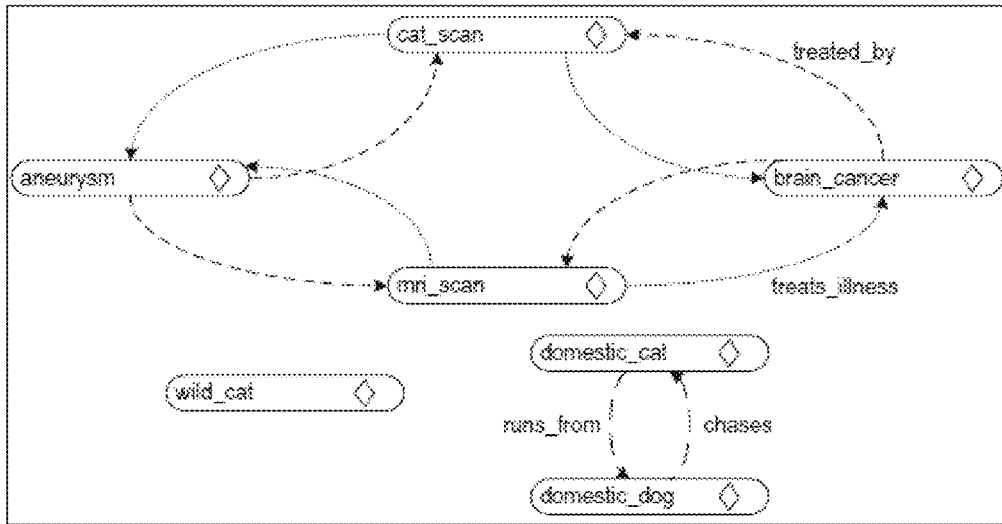 cat_scan
treated_by
aneurysm
brain_cancer
mri_scan
treats_illness
domestic_cat
wild_cat
runs_from
chases
domestic_dog